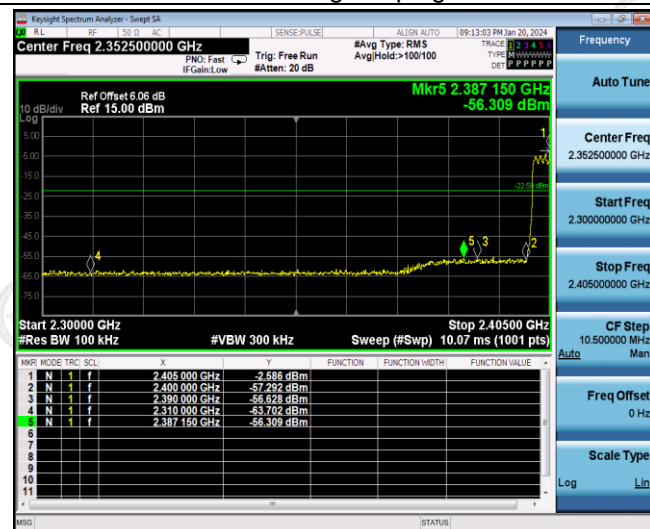 Keysight Spectrum Analyzer - Swept SA
RL RF 50 Ω AC SENSE:PULSE ALIGN AUTO 09:13:03 PM Jan 20, 2024
Center Freq 2.352500000 GHz #Avg Type: RMS TRACE 1 2 3 4 5 6
PNO: Fast Trig: Free Run Avg|Hold:>100/100 TYPE M WWWWW
IFGain:Low #Atten: 20 dB DET P P P P P P
Ref Offset 6.06 dB Mkr5 2.387 150 GHz
10 dB/div Ref 15.00 dBm -56.309 dBm
Log
5.00
-5.00
-15.0
-25.0
-35.0
-45.0
-55.0
-65.0
-75.0
1
-22.59 dBm
5 3 2
4
Start 2.30000 GHz Stop 2.40500 GHz
#Res BW 100 kHz #VBW 300 kHz Sweep (#Swp) 10.07 ms (1001 pts)
MKR MODE TRC SCL X Y FUNCTION FUNCTION WIDTH FUNCTION VALUE
1 N 1 f 2.405 000 GHz -2.586 dBm
2 N 1 f 2.400 000 GHz -57.292 dBm
3 N 1 f 2.390 000 GHz -56.628 dBm
4 N 1 f 2.310 000 GHz -63.702 dBm
5 N 1 f 2.387 150 GHz -56.309 dBm
6
7
8
9
10
11
MSG STATUS
Frequency
Auto Tune
Center Freq
2.352500000 GHz
Start Freq
2.300000000 GHz
Stop Freq
2.405000000 GHz
CF Step
10.500000 MHz
Auto Man
Freq Offset
0 Hz
Scale Type
Log Lin